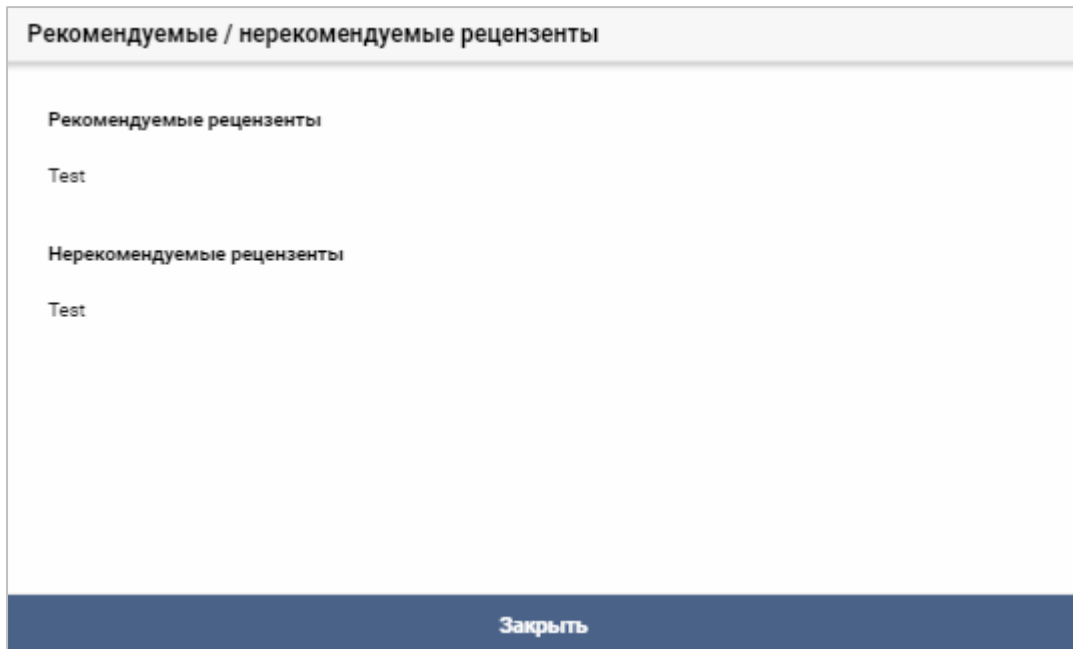 Рекомендуемые / нерекомендуемые рецензенты
Рекомендуемые рецензенты
Test
Нерекомендуемые рецензенты
Test
Закрыть